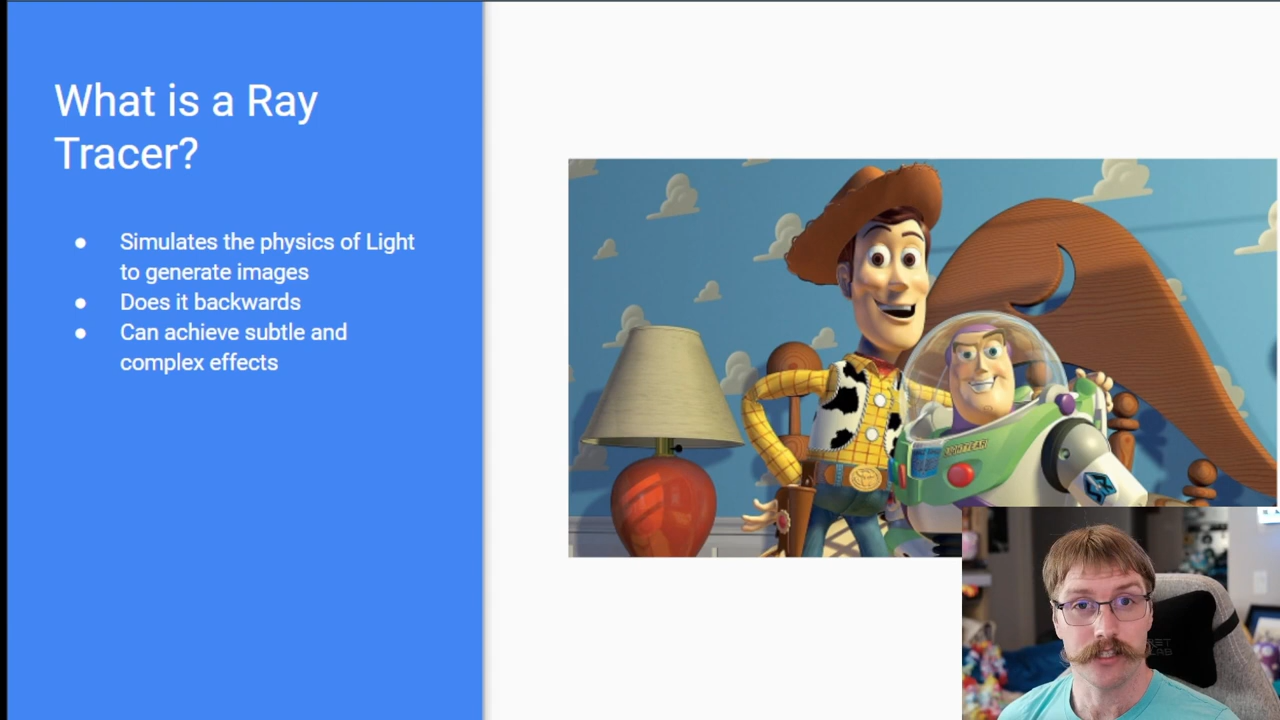 What is a Ray
Tracer?
● Simulates the physics of Light
to generate images
● Does it backwards
● Can achieve subtle and
complex effects
LIGHTYEAR